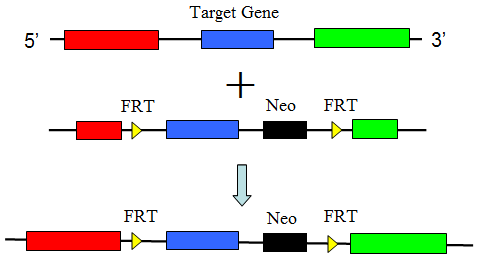 Target Gene
5’ 3’
FRT Neo FRT
FRT Neo FRT